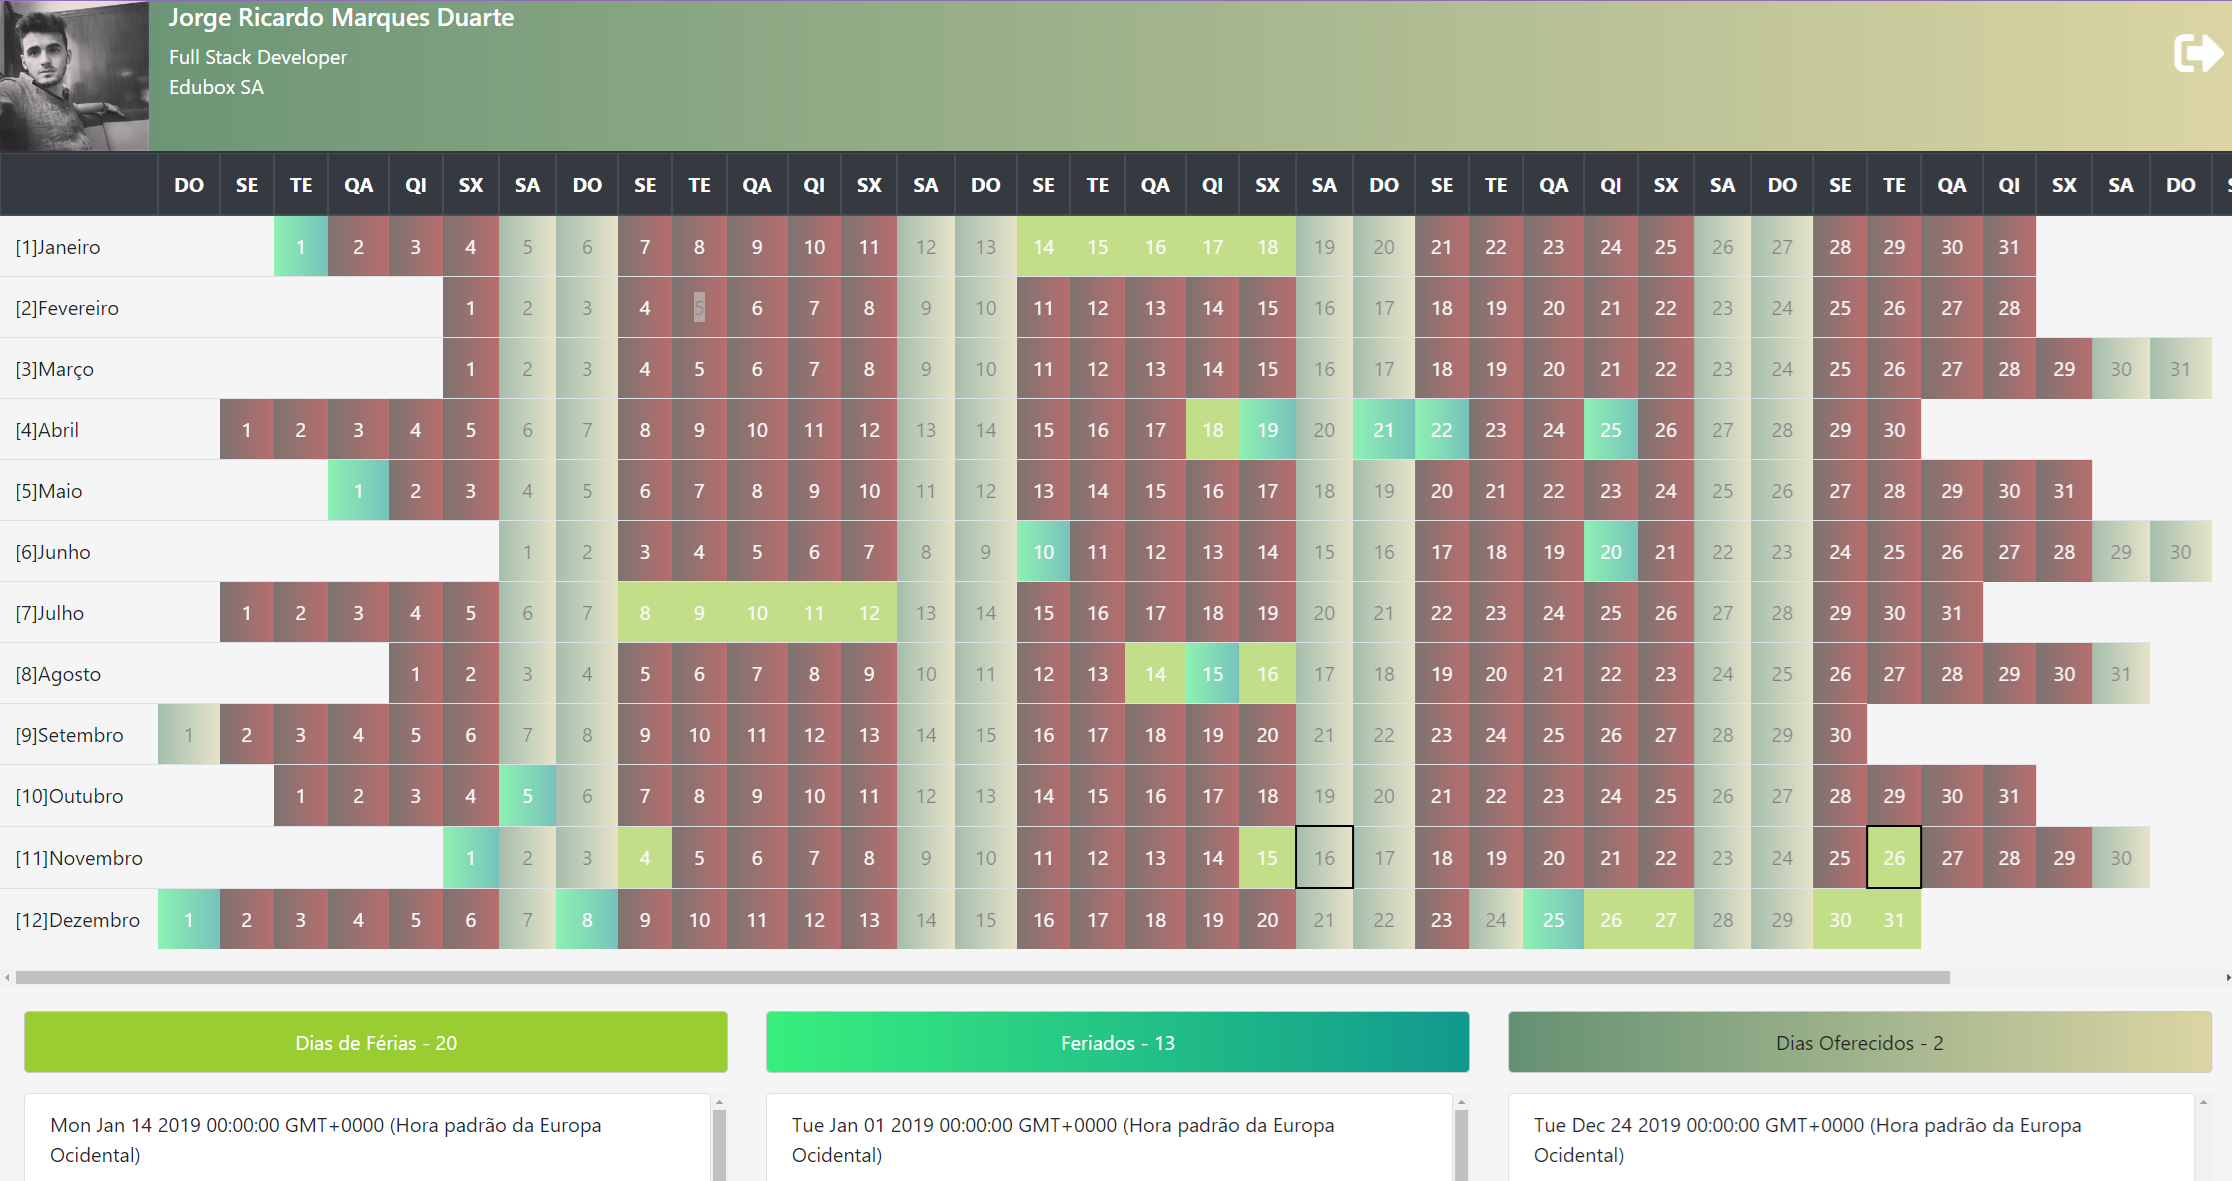 Jorge Ricardo Marques Duarte
Full Stack Developer
Edubox SA
DO SE TE QA QI SX SA DO SE TE QA QI SX SA DO SE TE QA QI SX SA DO SE TE QA QI SX SA DO SE TE QA QI SX SA DO
[1]Janeiro 1 2 3 4 5 6 7 8 9 10 11 12 13 14 15 16 17 18 19 20 21 22 23 24 25 26 27 28 29 30 31
[2]Fevereiro 1 2 3 4 5 6 7 8 9 10 11 12 13 14 15 16 17 18 19 20 21 22 23 24 25 26 27 28
[3]Março 1 2 3 4 5 6 7 8 9 10 11 12 13 14 15 16 17 18 19 20 21 22 23 24 25 26 27 28 29 30 31
[4]Abril 1 2 3 4 5 6 7 8 9 10 11 12 13 14 15 16 17 18 19 20 21 22 23 24 25 26 27 28 29 30
[5]Maio 1 2 3 4 5 6 7 8 9 10 11 12 13 14 15 16 17 18 19 20 21 22 23 24 25 26 27 28 29 30 31
[6]Junho 1 2 3 4 5 6 7 8 9 10 11 12 13 14 15 16 17 18 19 20 21 22 23 24 25 26 27 28 29 30
[7]Julho 1 2 3 4 5 6 7 8 9 10 11 12 13 14 15 16 17 18 19 20 21 22 23 24 25 26 27 28 29 30 31
[8]Agosto 1 2 3 4 5 6 7 8 9 10 11 12 13 14 15 16 17 18 19 20 21 22 23 24 25 26 27 28 29 30 31
[9]Setembro 1 2 3 4 5 6 7 8 9 10 11 12 13 14 15 16 17 18 19 20 21 22 23 24 25 26 27 28 29 30
[10]Outubro 1 2 3 4 5 6 7 8 9 10 11 12 13 14 15 16 17 18 19 20 21 22 23 24 25 26 27 28 29 30 31
[11]Novembro 1 2 3 4 5 6 7 8 9 10 11 12 13 14 15 16 17 18 19 20 21 22 23 24 25 26 27 28 29 30
[12]Dezembro 1 2 3 4 5 6 7 8 9 10 11 12 13 14 15 16 17 18 19 20 21 22 23 24 25 26 27 28 29 30 31
Dias de Férias - 20
Feriados - 13
Dias Oferecidos - 2
Mon Jan 14 2019 00:00:00 GMT+0000 (Hora padrão da Europa
Ocidental)
Tue Jan 01 2019 00:00:00 GMT+0000 (Hora padrão da Europa
Ocidental)
Tue Dec 24 2019 00:00:00 GMT+0000 (Hora padrão da Europa
Ocidental)